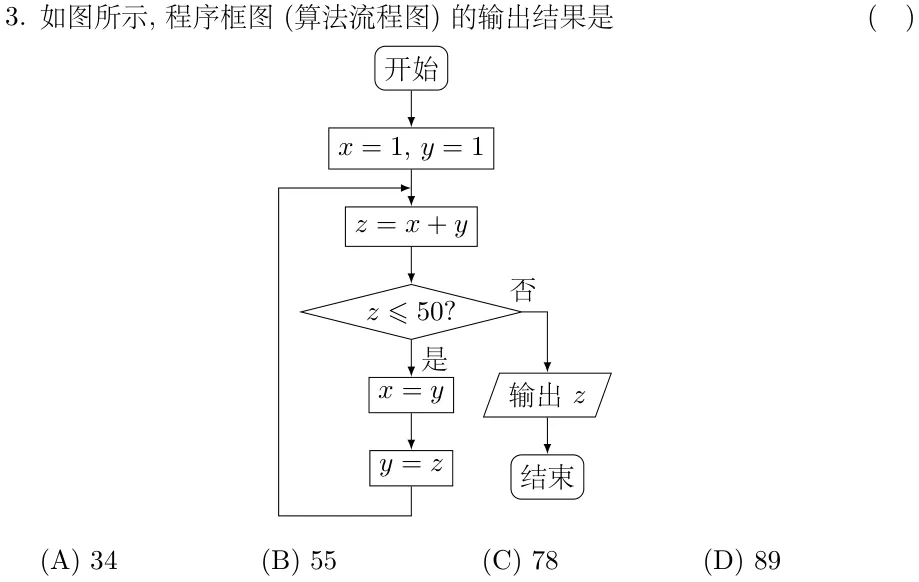 3. 如图所示, 程序框图 (算法流程图) 的输出结果是 ( )
开始
x = 1, y = 1
z = x + y
z ⩽ 50?
否
是
x = y
输出 z
y = z
结束
(A) 34 (B) 55 (C) 78 (D) 89